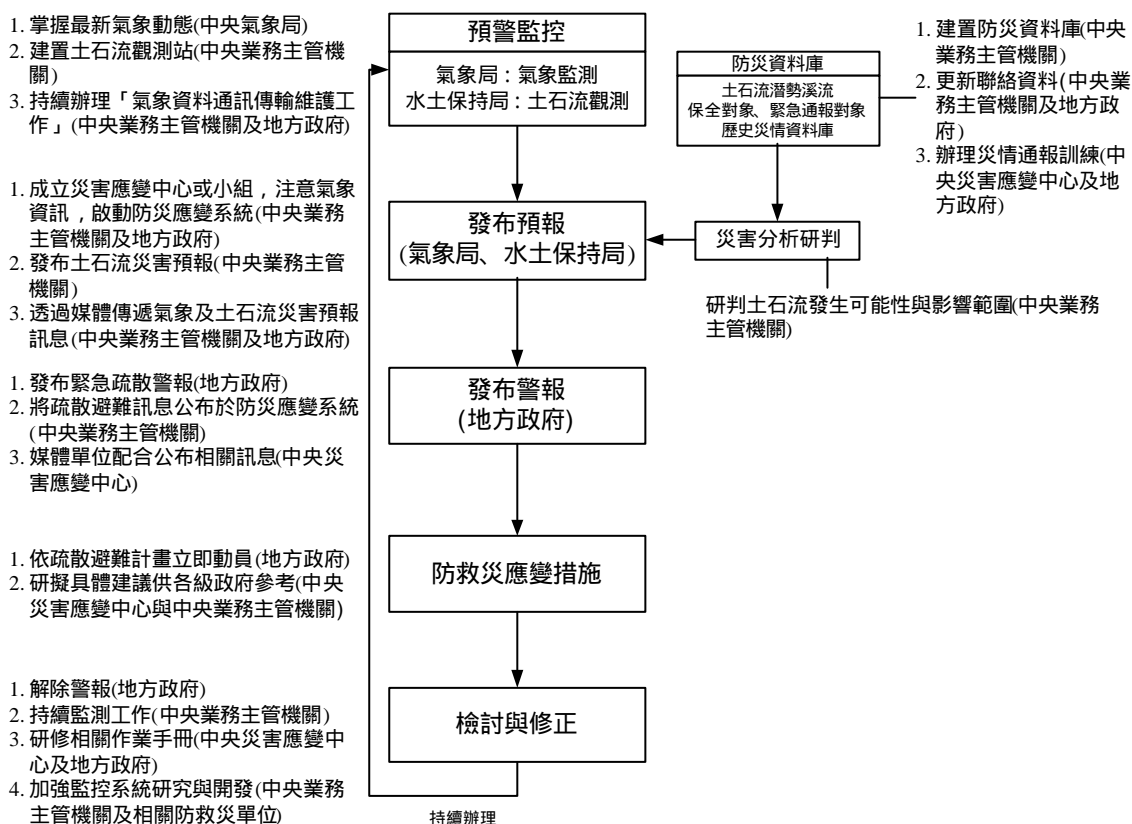 1. 掌握最新氣象動態(中央氣象局)
2. 建置土石流觀測站(中央業務主管機
關)
3. 持續辦理「氣象資料通訊傳輸維護工
作」(中央業務主管機關及地方政府)
預警監控
氣象局：氣象監測
水土保持局：土石流觀測
防災資料庫
土石流潛勢溪流
保全對象、緊急通報對象
歷史災情資料庫
1. 建置防災資料庫(中央
業務主管機關)
2. 更新聯絡資料(中央業
務主管機關及地方政
府)
3. 辦理災情通報訓練(中
央災害應變中心及地
方政府)
1. 成立災害應變中心或小組，注意氣象
資訊，啟動防災應變系統(中央業務
主管機關及地方政府)
2. 發布土石流災害預報(中央業務主管
機關)
3. 透過媒體傳遞氣象及土石流災害預報
訊息(中央業務主管機關及地方政府)
發布預報
(氣象局、水土保持局)
災害分析研判
研判土石流發生可能性與影響範圍(中央業務
主管機關)
1. 發布緊急疏散警報(地方政府)
2. 將疏散避難訊息公布於防災應變系統
(中央業務主管機關)
3. 媒體單位配合公布相關訊息(中央災
害應變中心)
發布警報
(地方政府)
1. 依疏散避難計畫立即動員(地方政府)
2. 研擬具體建議供各級政府參考(中央
災害應變中心與中央業務主管機關)
防救災應變措施
1. 解除警報(地方政府)
2. 持續監測工作(中央業務主管機關)
3. 研修相關作業手冊(中央災害應變中
心及地方政府)
4. 加強監控系統研究與開發(中央業務
主管機關及相關防救災單位)
檢討與修正
持續辦理